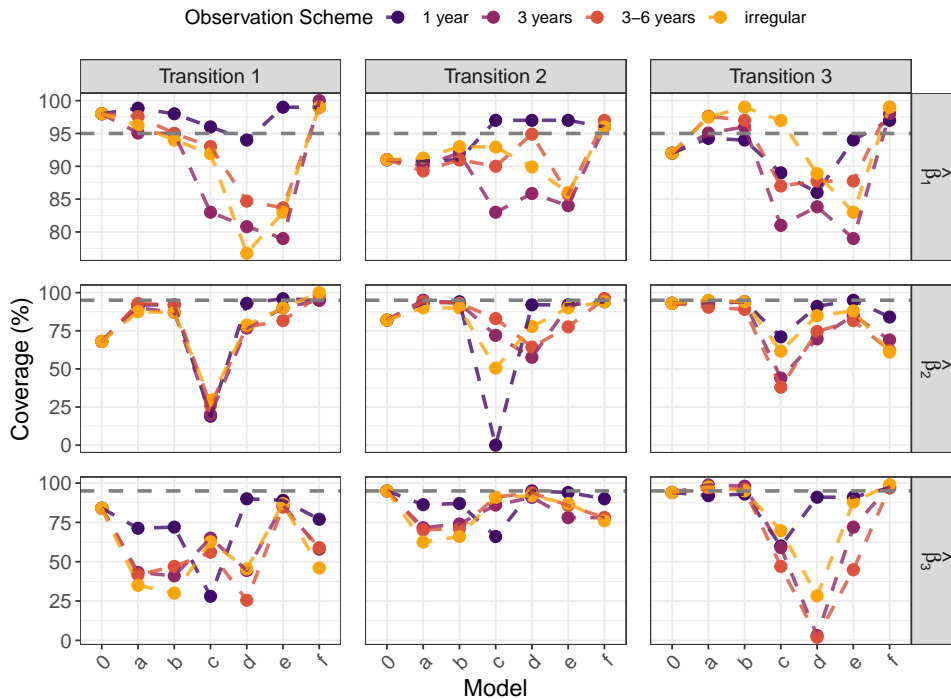 Observation Scheme 1 year 3 years 3−6 years irregular
Transition 1 Transition 2 Transition 3
100
95
90
85
80
β̂1
100
75
50
25
0
β̂2
100
75
50
25
0
β̂3
Coverage (%)
0 a b c d e f 0 a b c d e f 0 a b c d e f
Model